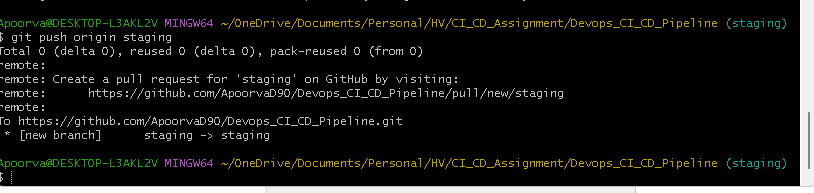 Apoorva@DESKTOP-L3AKL2V MINGW64 ~/OneDrive/Documents/Personal/HV/CI_CD_Assignment/Devops_CI_CD_Pipeline (staging)
$ git push origin staging
Total 0 (delta 0), reused 0 (delta 0), pack-reused 0 (from 0)
remote:
remote: Create a pull request for 'staging' on GitHub by visiting:
remote:      https://github.com/ApoorvaD90/Devops_CI_CD_Pipeline/pull/new/staging
remote:
To https://github.com/ApoorvaD90/Devops_CI_CD_Pipeline.git
 * [new branch]      staging -> staging
Apoorva@DESKTOP-L3AKL2V MINGW64 ~/OneDrive/Documents/Personal/HV/CI_CD_Assignment/Devops_CI_CD_Pipeline (staging)
$